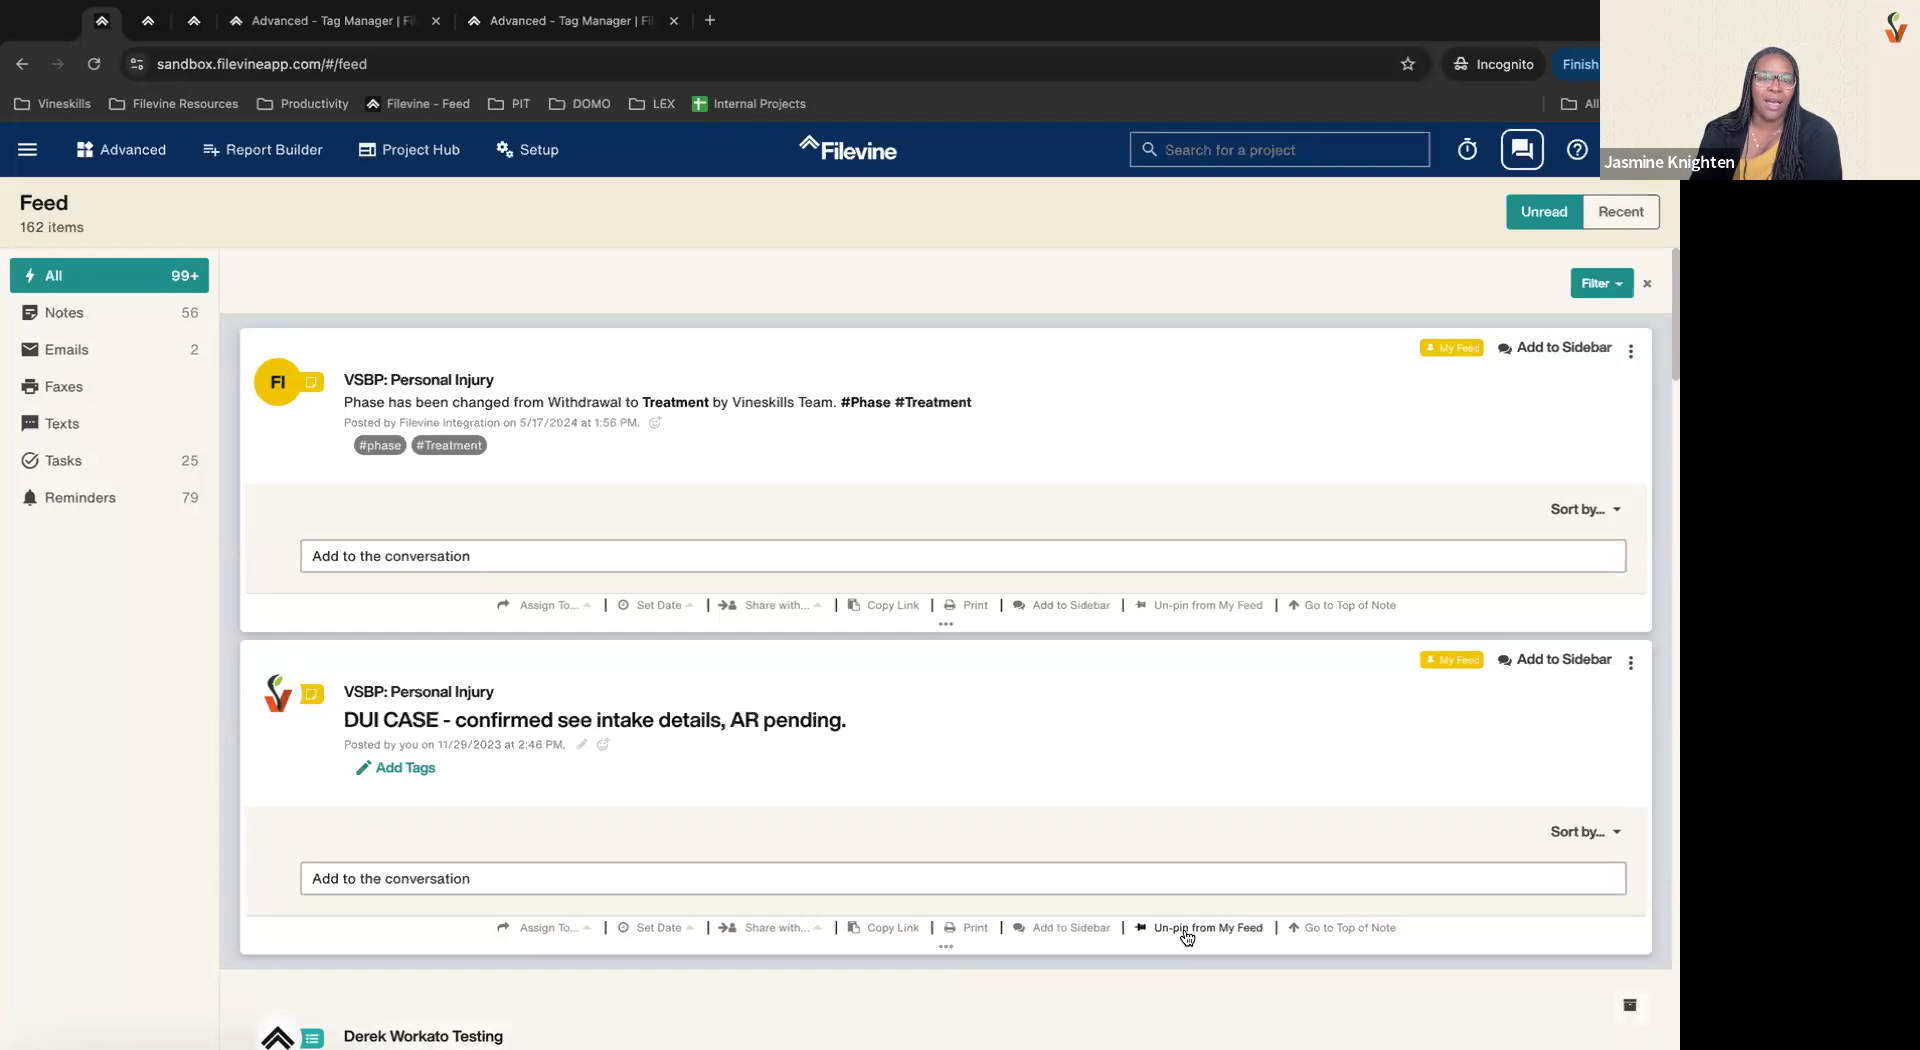 Advanced - Tag Manager | Fi
Advanced - Tag Manager | Fi
sandbox.filevineapp.com/#/feed
Incognito
Finish
Vineskills
Filevine Resources
Productivity
Filevine - Feed
PIT
DOMO
LEX
Internal Projects
All
Advanced
Report Builder
Project Hub
Setup
Filevine
Search for a project
Jasmine Knighten
Feed
162 items
Unread
Recent
All 99+
Notes 56
Emails 2
Faxes
Texts
Tasks 25
Reminders 79
Filter
My Feed
Add to Sidebar
FI
VSBP: Personal Injury
Phase has been changed from Withdrawal to Treatment by Vineskills Team. #Phase #Treatment
Posted by Filevine Integration on 5/17/2024 at 1:56 PM.
#phase #Treatment
Sort by...
Add to the conversation
Assign To... | Set Date | Share with... | Copy Link | Print | Add to Sidebar | Un-pin from My Feed | Go to Top of Note
My Feed
Add to Sidebar
VSBP: Personal Injury
DUI CASE - confirmed see intake details, AR pending.
Posted by you on 11/29/2023 at 2:46 PM.
Add Tags
Sort by...
Add to the conversation
Assign To... | Set Date | Share with... | Copy Link | Print | Add to Sidebar | Un-pin from My Feed | Go to Top of Note
Derek Workato Testing